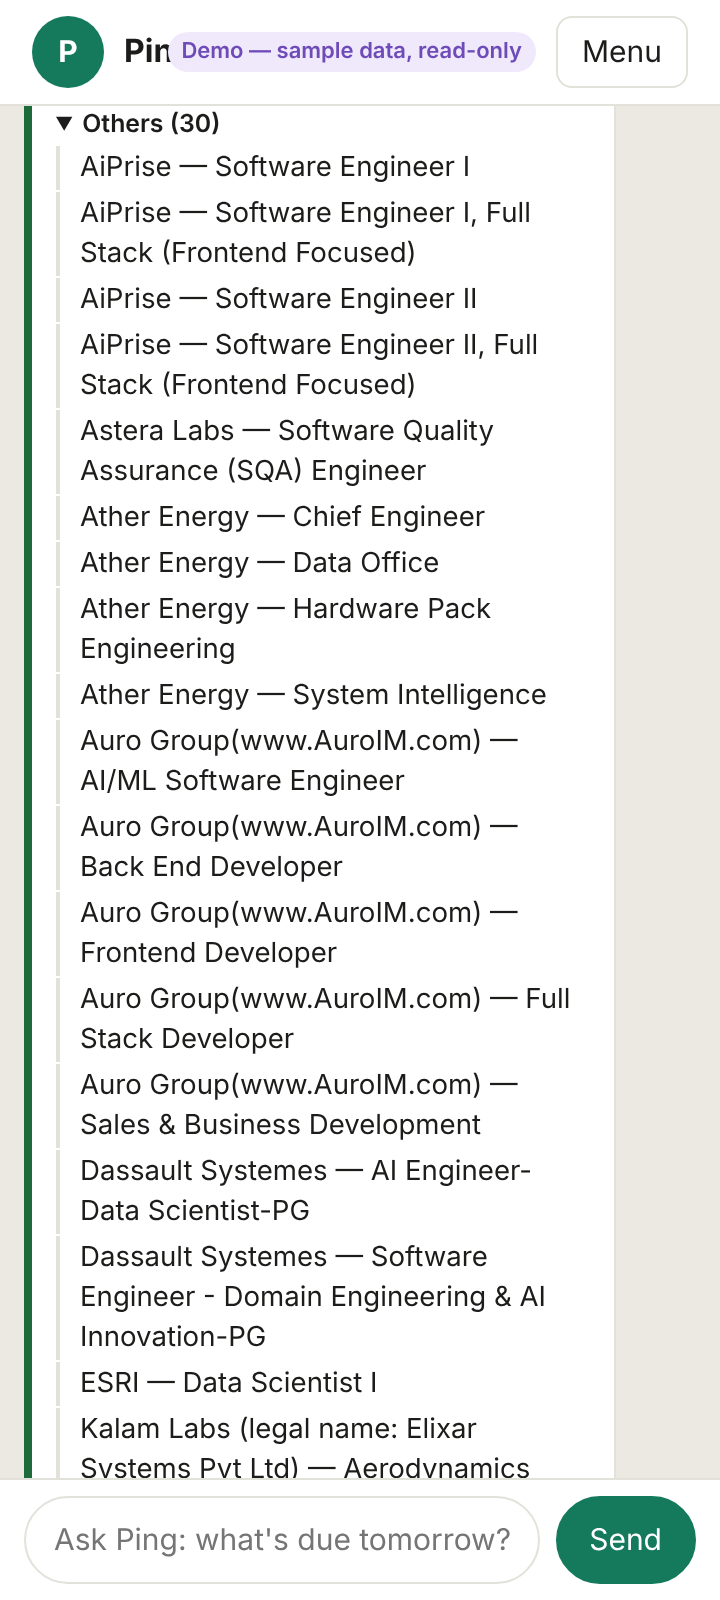 P
Pin
Demo — sample data, read-only
Menu
▼ Others (30)
AiPrise — Software Engineer I
AiPrise — Software Engineer I, Full
Stack (Frontend Focused)
AiPrise — Software Engineer II
AiPrise — Software Engineer II, Full
Stack (Frontend Focused)
Astera Labs — Software Quality
Assurance (SQA) Engineer
Ather Energy — Chief Engineer
Ather Energy — Data Office
Ather Energy — Hardware Pack
Engineering
Ather Energy — System Intelligence
Auro Group(www.AuroIM.com) —
AI/ML Software Engineer
Auro Group(www.AuroIM.com) —
Back End Developer
Auro Group(www.AuroIM.com) —
Frontend Developer
Auro Group(www.AuroIM.com) — Full
Stack Developer
Auro Group(www.AuroIM.com) —
Sales & Business Development
Dassault Systemes — AI Engineer-
Data Scientist-PG
Dassault Systemes — Software
Engineer - Domain Engineering & AI
Innovation-PG
ESRI — Data Scientist I
Kalam Labs (legal name: Elixar
Systems Pvt Ltd) — Aerodynamics
Ask Ping: what's due tomorrow?
Send